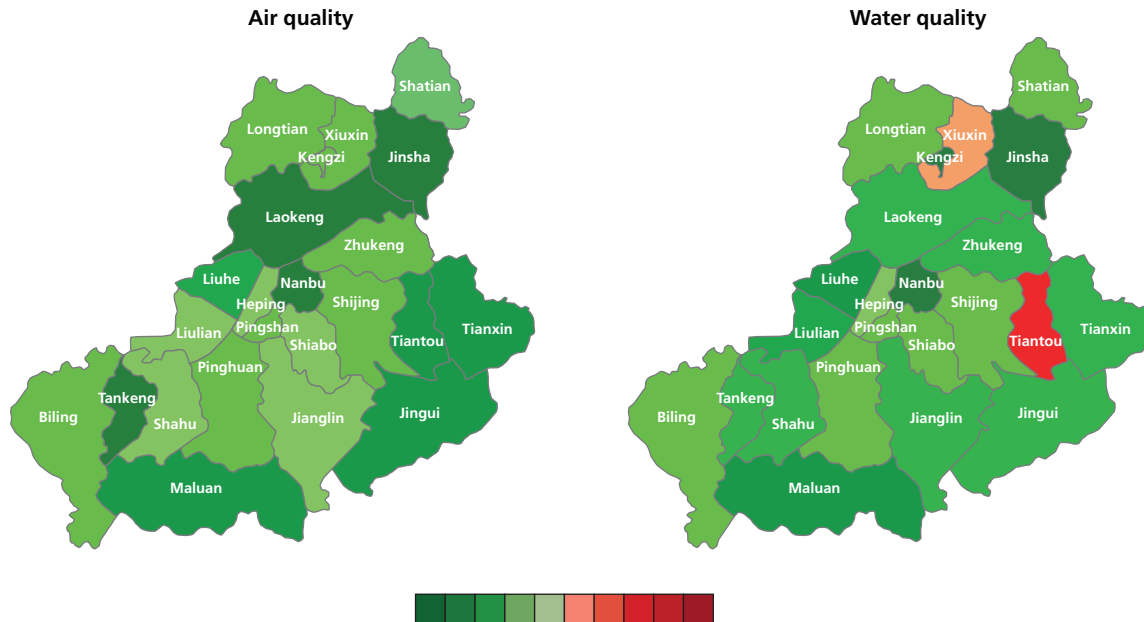 Air quality
Water quality
Shatian
Longtian
Xiuxin
Kengzi
Jinsha
Laokeng
Zhukeng
Liuhe
Nanbu
Heping
Shijing
Pingshan
Liulian
Shiabo
Tiantou
Tianxin
Pinghuan
Tankeng
Biling
Shahu
Jianglin
Jingui
Maluan
Shatian
Longtian
Xiuxin
Kengzi
Jinsha
Laokeng
Zhukeng
Liuhe
Nanbu
Heping
Shijing
Pingshan
Liulian
Shiabo
Tiantou
Tianxin
Pinghuan
Tankeng
Biling
Shahu
Jianglin
Jingui
Maluan